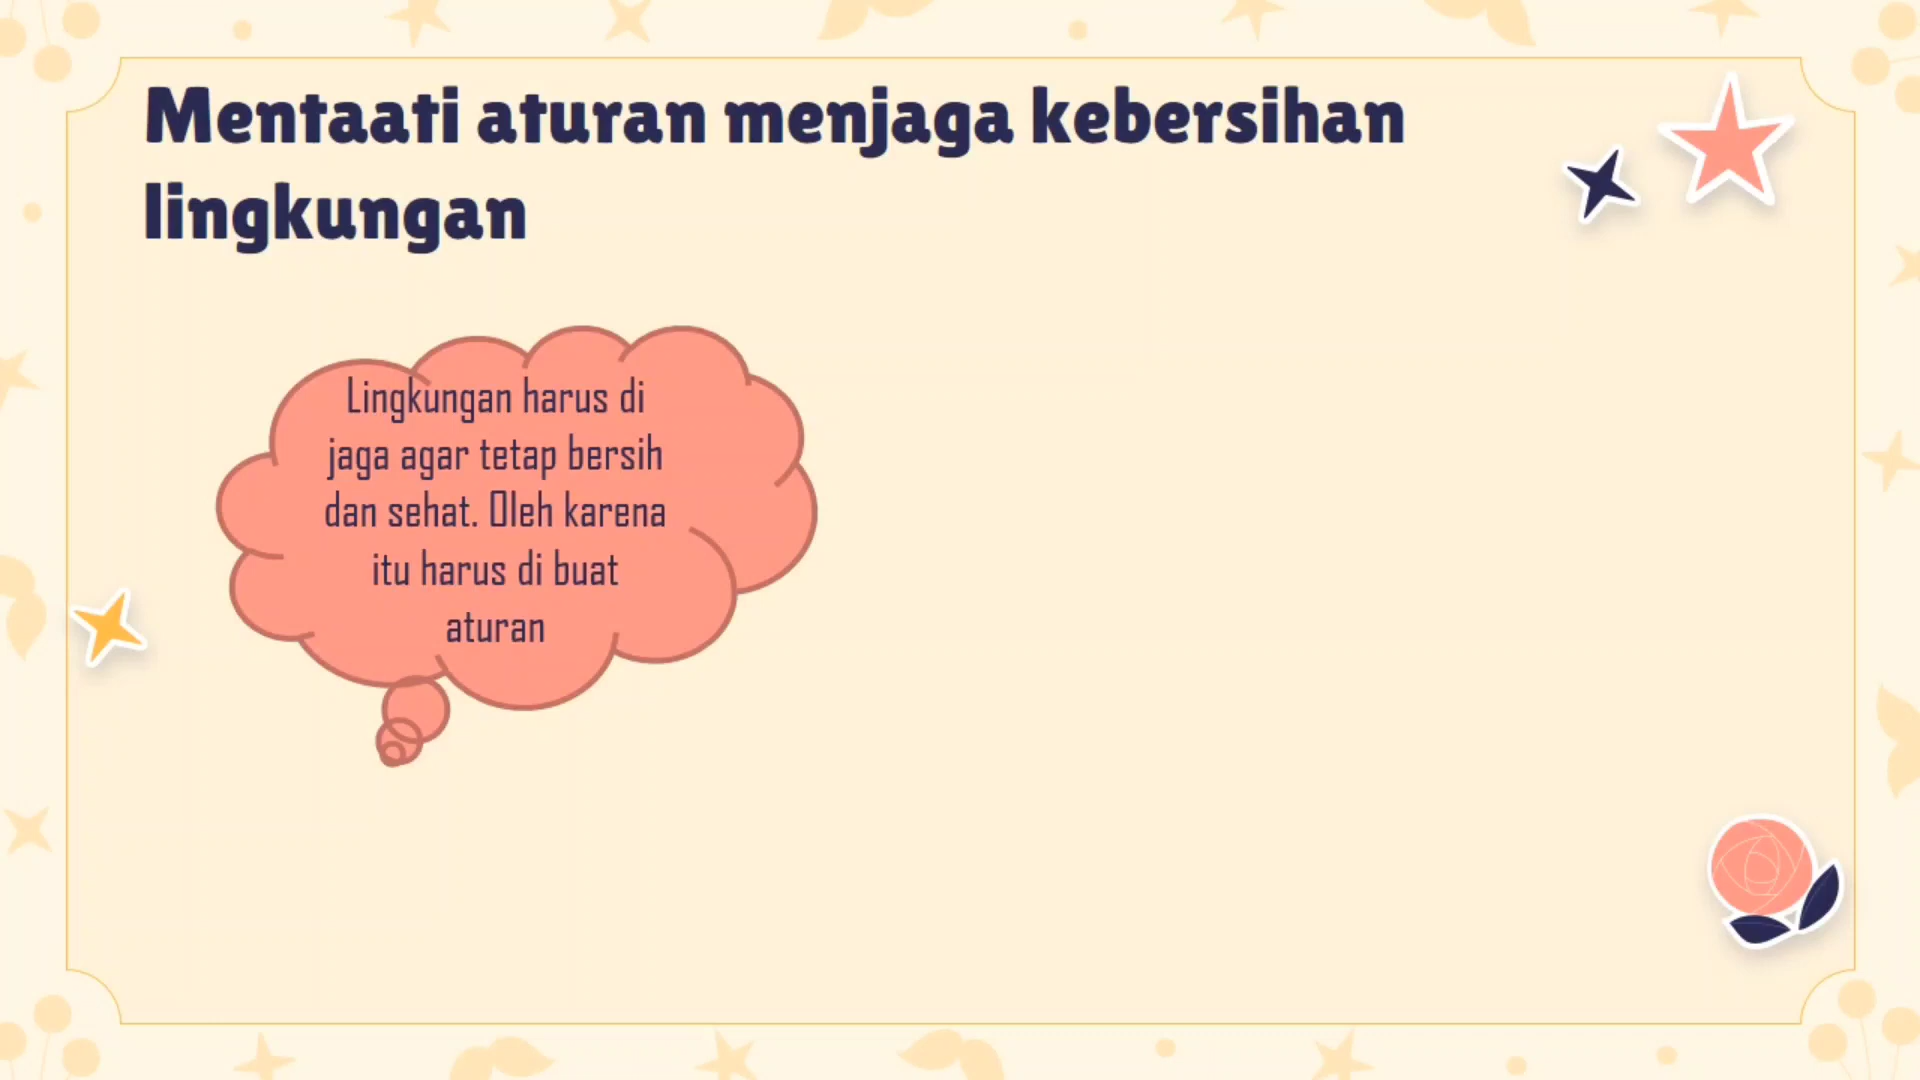 Mentaati aturan menjaga kebersihan
lingkungan
Lingkungan harus di
jaga agar tetap bersih
dan sehat. Oleh karena
itu harus di buat
aturan